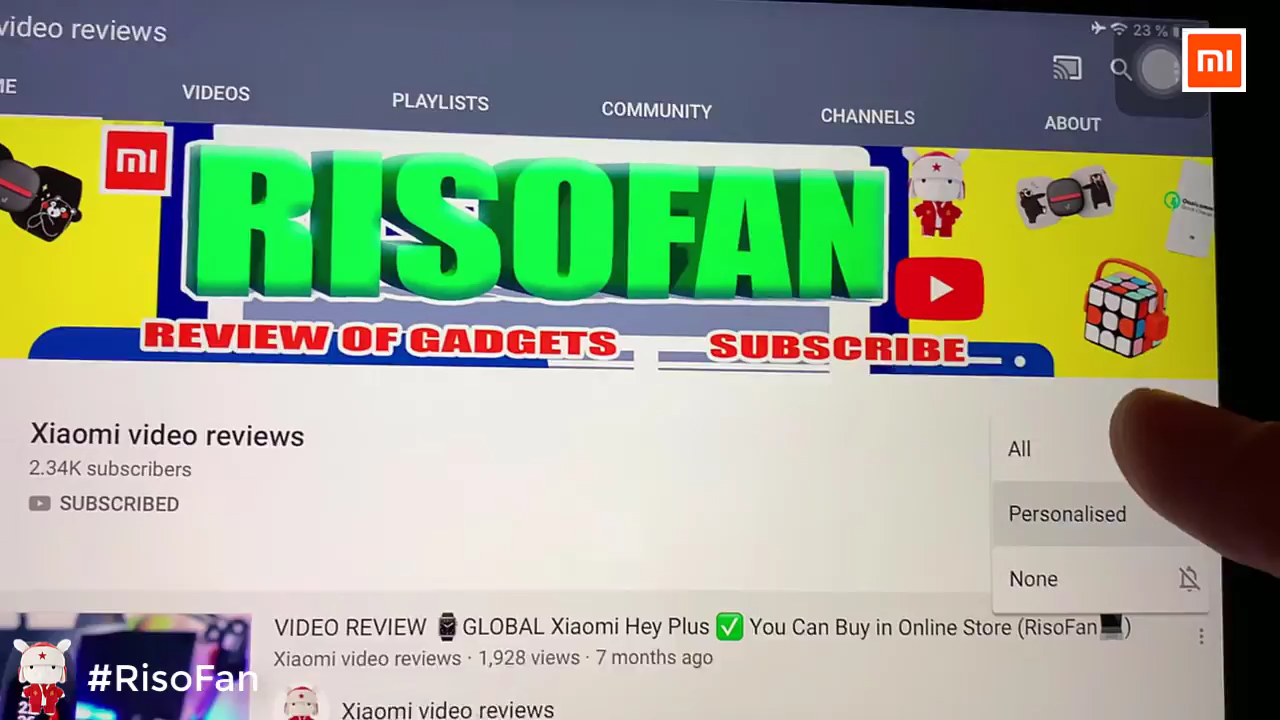 video reviews
23 %
mi
ME
VIDEOS
PLAYLISTS
COMMUNITY
CHANNELS
ABOUT
mi
RISOFAN
REVIEW OF GADGETS
SUBSCRIBE
Xiaomi video reviews
2.34K subscribers
SUBSCRIBED
All
Personalised
None
VIDEO REVIEW ⌚GLOBAL Xiaomi Hey Plus ✅ You Can Buy in Online Store (RisoFan💻)
Xiaomi video reviews · 1,928 views · 7 months ago
Xiaomi video reviews
#RisoFan